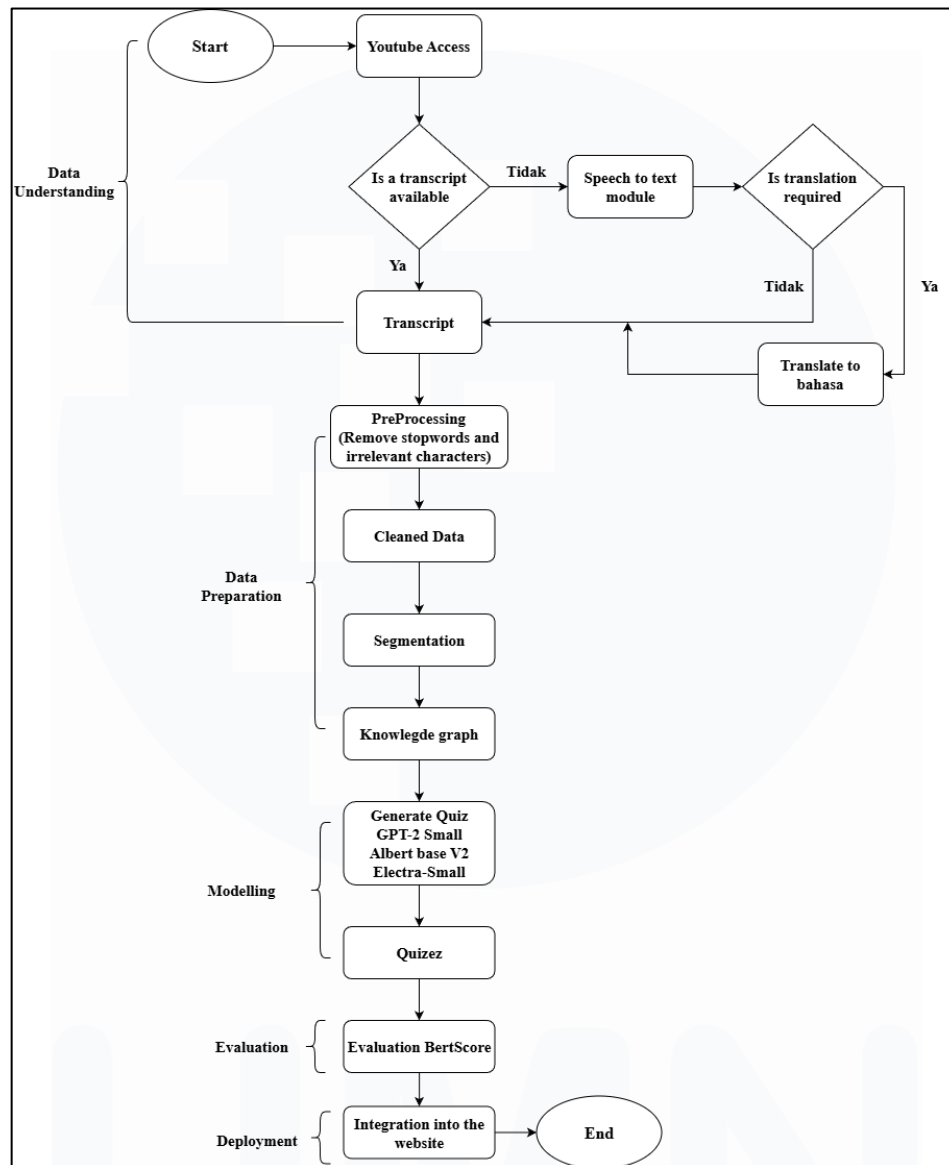 Start
Youtube Access
Data
Understanding
Is a transcript
available
Tidak
Speech to text
module
Is translation
required
Ya
Tidak
Ya
Transcript
Translate to
bahasa
PreProcessing
(Remove stopwords and
irrelevant characters)
Cleaned Data
Data
Preparation
Segmentation
Knowlegde graph
Generate Quiz
GPT-2 Small
Albert base V2
Electra-Small
Modelling
Quizez
Evaluation
Evaluation BertScore
Deployment
Integration into the
website
End
UMN